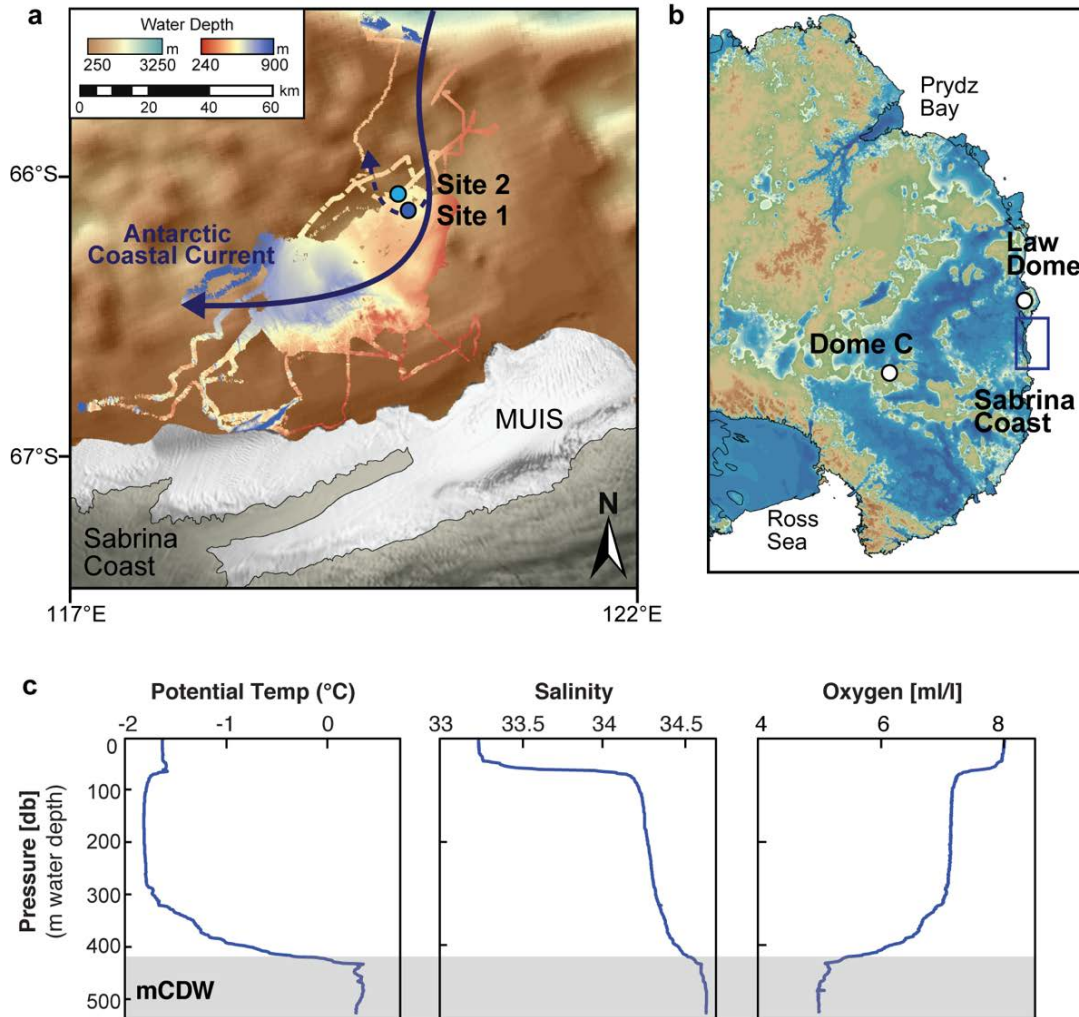 a
Water Depth
m
m
250 3250
240 900
km
0 20 40 60
66°S
Site 2
Site 1
Antarctic
Coastal Current
MUIS
67°S
N
Sabrina
Coast
117°E
122°E
b
Prydz
Bay
Law
Dome
Dome C
Sabrina
Coast
Ross
Sea
c
Potential Temp (°C)
Salinity
Oxygen [ml/l]
-2 -1 0
33 33.5 34 34.5
4 6 8
Pressure [db]
(m water depth)
0
100
200
300
400
500
mCDW